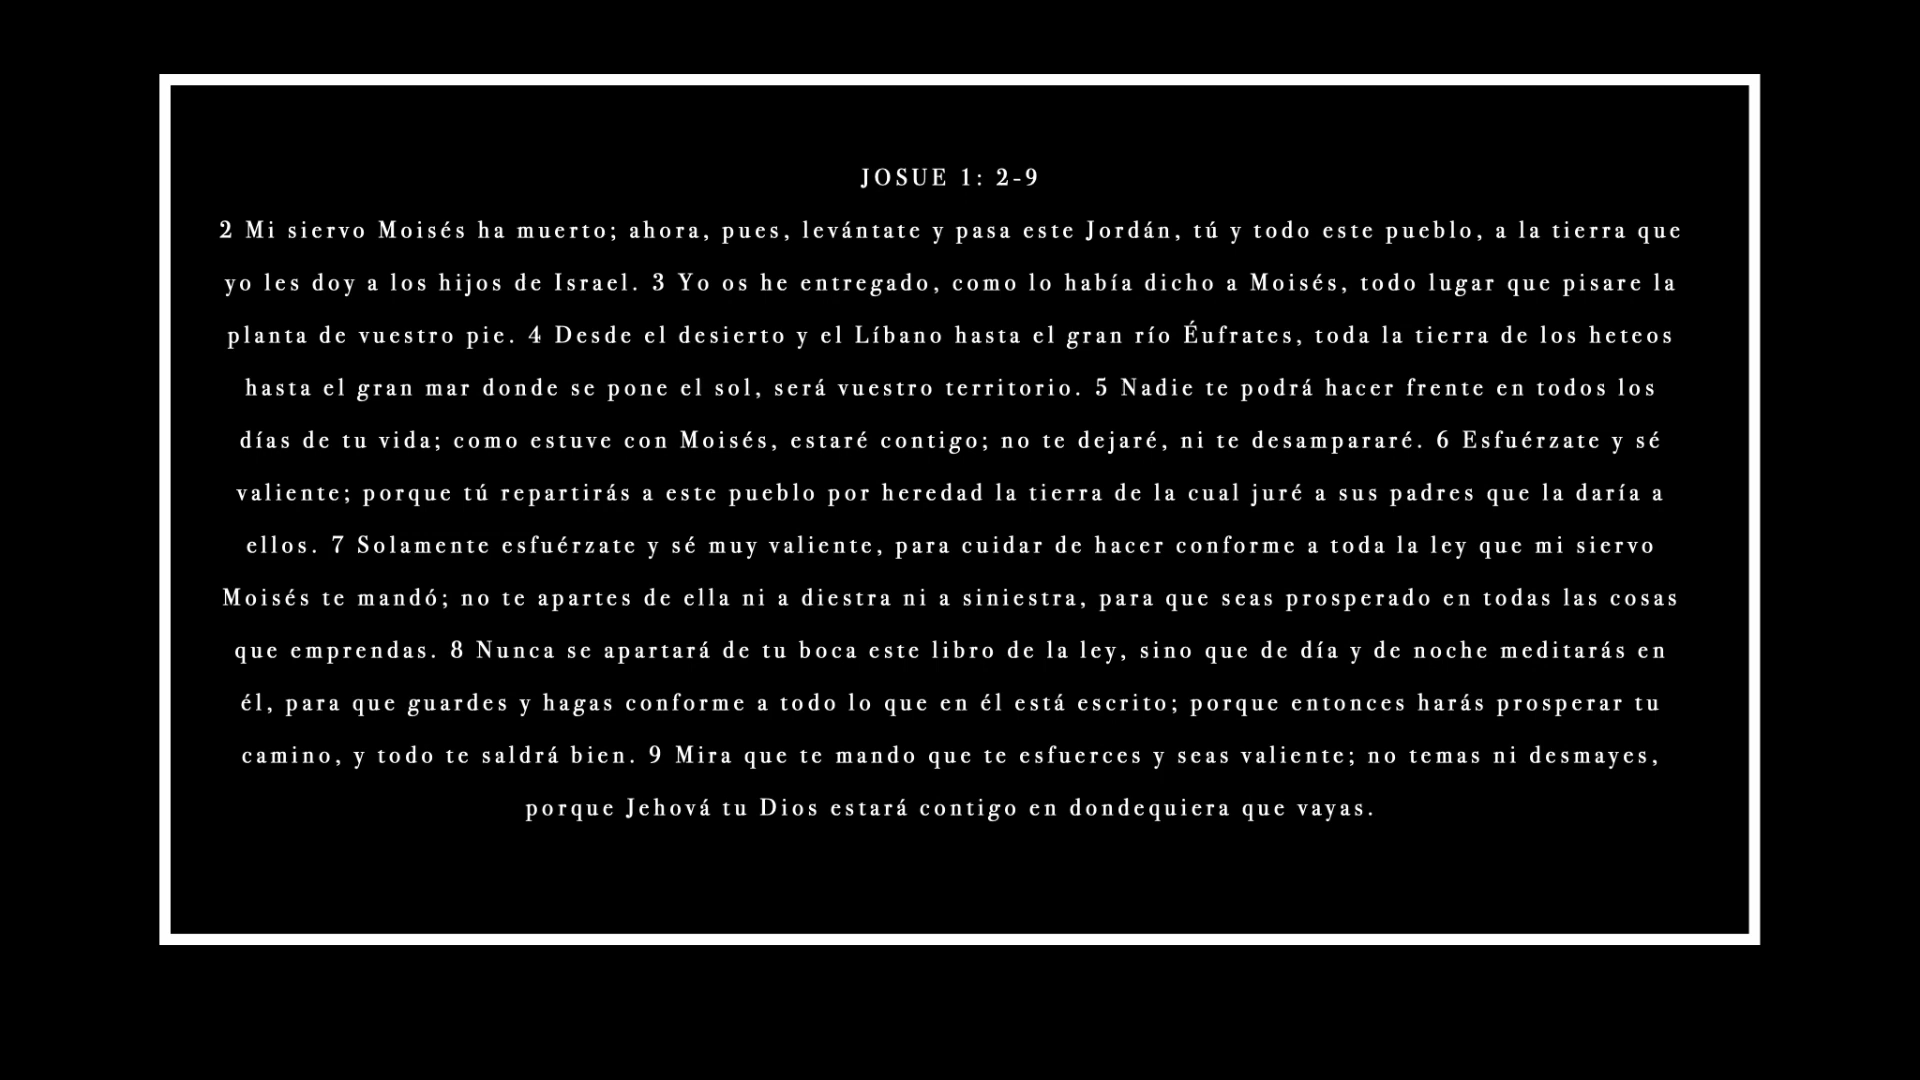 JOSUE 1: 2-9
2 Mi siervo Moisés ha muerto; ahora, pues, levántate y pasa este Jordán, tú y todo este pueblo, a la tierra que
yo les doy a los hijos de Israel. 3 Yo os he entregado, como lo había dicho a Moisés, todo lugar que pisare la
planta de vuestro pie. 4 Desde el desierto y el Líbano hasta el gran río Éufrates, toda la tierra de los heteos
hasta el gran mar donde se pone el sol, será vuestro territorio. 5 Nadie te podrá hacer frente en todos los
días de tu vida; como estuve con Moisés, estaré contigo; no te dejaré, ni te desampararé. 6 Esfuérzate y sé
valiente; porque tú repartirás a este pueblo por heredad la tierra de la cual juré a sus padres que la daría a
ellos. 7 Solamente esfuérzate y sé muy valiente, para cuidar de hacer conforme a toda la ley que mi siervo
Moisés te mandó; no te apartes de ella ni a diestra ni a siniestra, para que seas prosperado en todas las cosas
que emprendas. 8 Nunca se apartará de tu boca este libro de la ley, sino que de día y de noche meditarás en
él, para que guardes y hagas conforme a todo lo que en él está escrito; porque entonces harás prosperar tu
camino, y todo te saldrá bien. 9 Mira que te mando que te esfuerces y seas valiente; no temas ni desmayes,
porque Jehová tu Dios estará contigo en dondequiera que vayas.